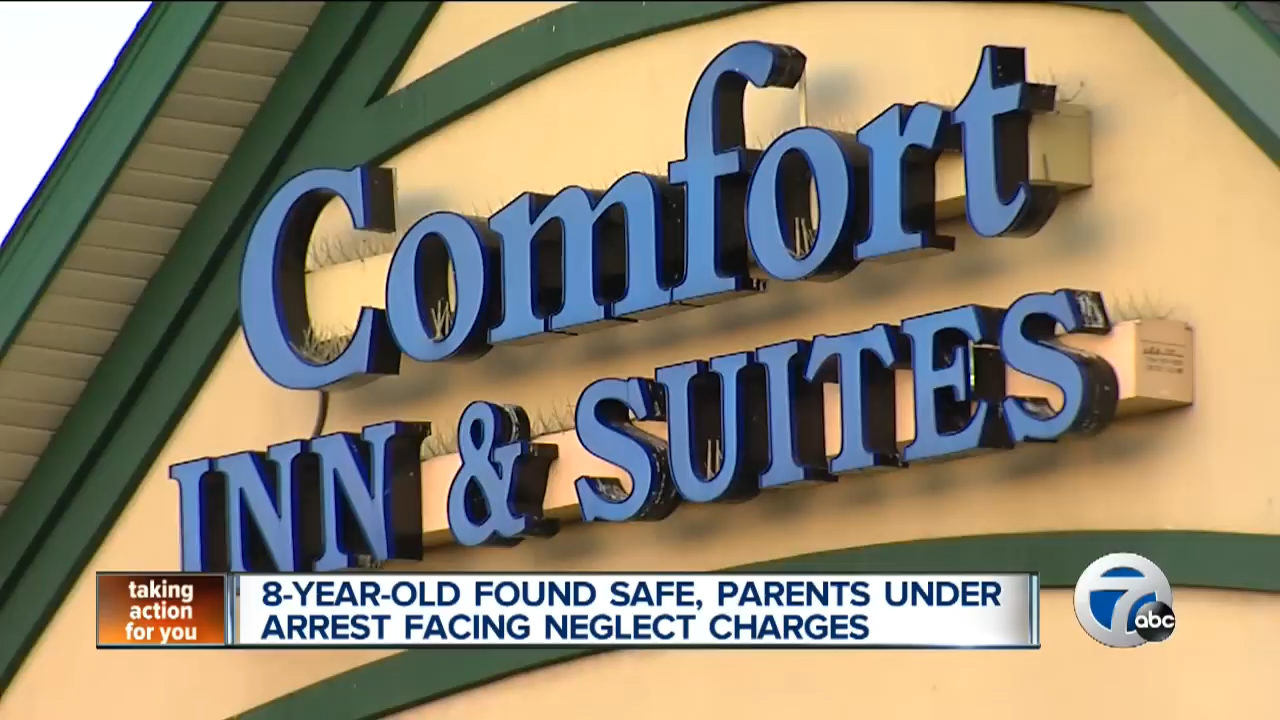 Comfort
INN & SUITES
taking
action
for you
8-YEAR-OLD FOUND SAFE, PARENTS UNDER
ARREST FACING NEGLECT CHARGES
7
abc